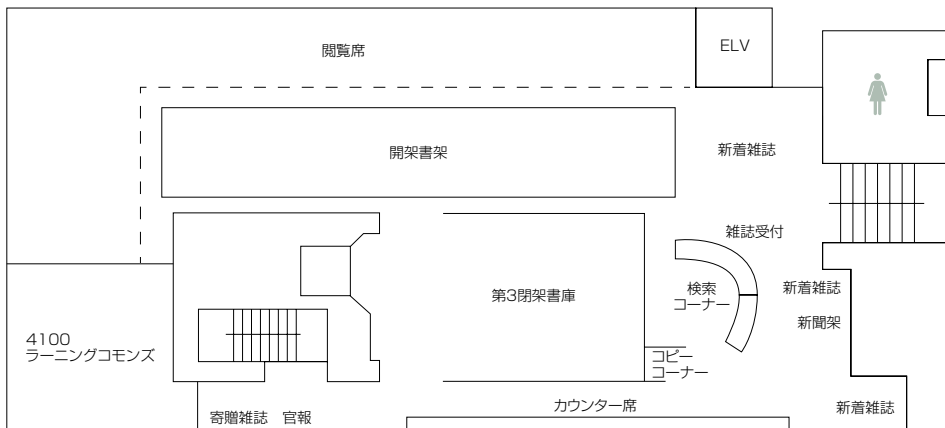 ELV
閲覧席
開架書架
新着雑誌
雑誌受付
新着雑誌
検索
コーナー
第3閉架書庫
新聞架
4100
ラーニングコモンズ
コピー
コーナー
カウンター席
新着雑誌
寄贈雑誌　官報